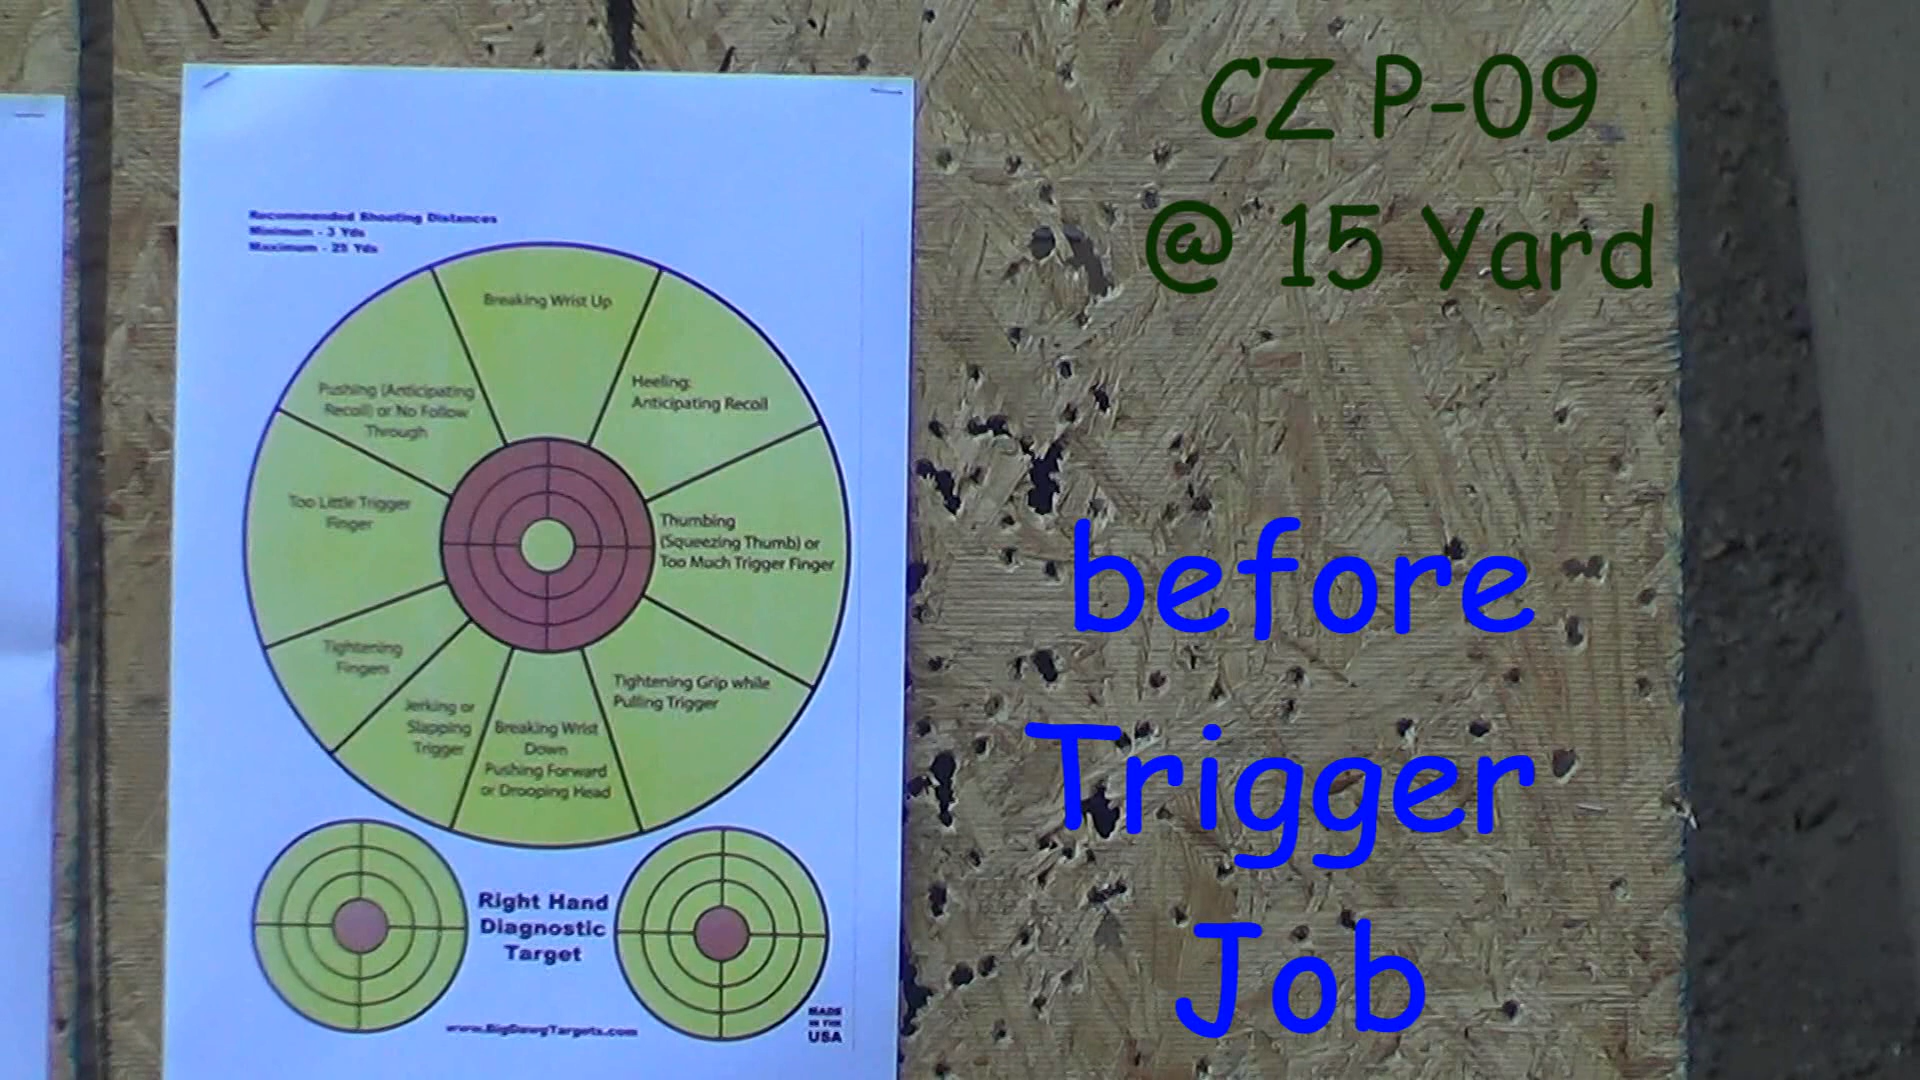 CZ P-09
@ 15 Yard
before
Trigger
Job
Recommended Shooting Distances
Minimum - 3 Yds
Maximum - 25 Yds
Breaking Wrist Up
Heeling:
Anticipating Recoil
Thumbing
(Squeezing Thumb) or
Too Much Trigger Finger
Tightening Grip while
Pulling Trigger
Breaking Wrist
Down
Pushing Forward
or Drooping Head
Jerking or
Slapping
Trigger
Tightening
Fingers
Too Little Trigger
Finger
Pushing (Anticipating
Recoil) or No Follow
Through
Right Hand
Diagnostic
Target
www.BigDawgTargets.com
MADE
IN THE
USA